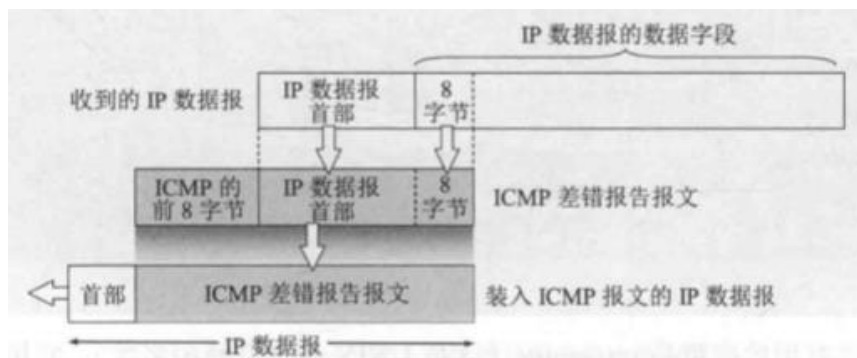 IP 数据报的数据字段
收到的 IP 数据报
IP 数据报
首部
8
字节
ICMP 的
前 8 字节
IP 数据报
首部
8
字节
ICMP 差错报告报文
首部
ICMP 差错报告报文
装入 ICMP 报文的 IP 数据报
IP 数据报